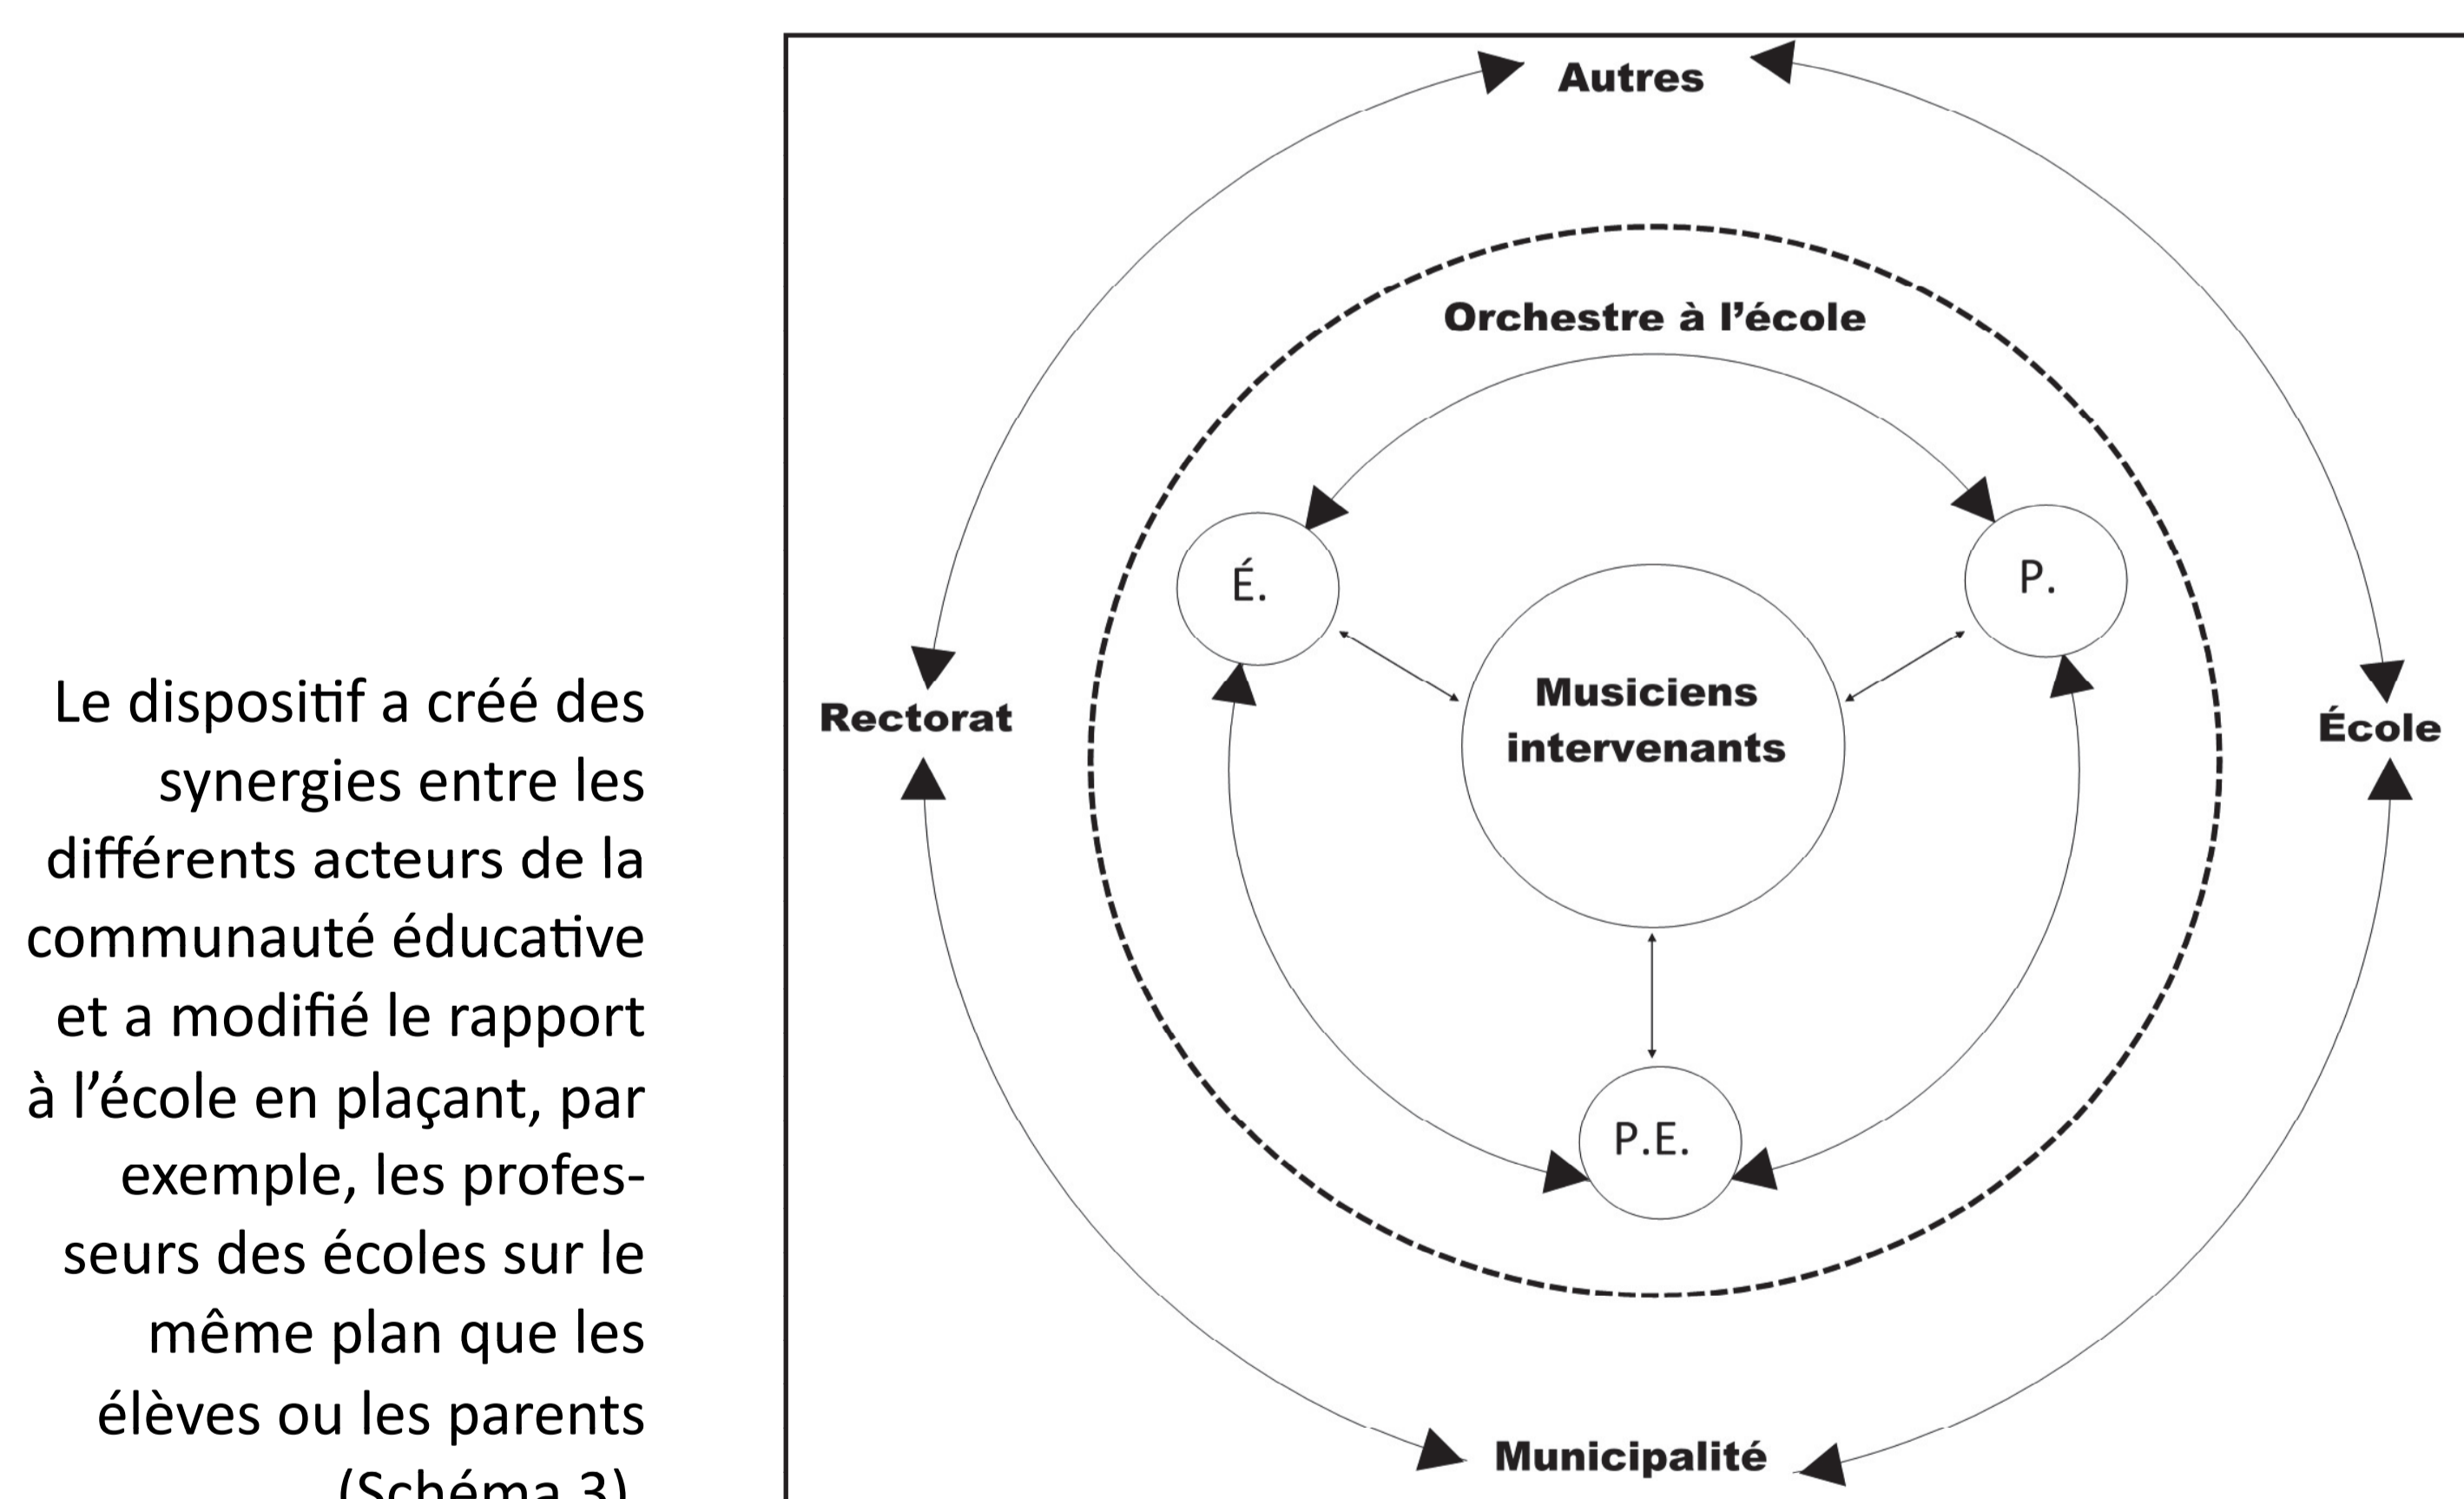 Le dispositif a créé des
synergies entre les
différents acteurs de la
communauté éducative
et a modifié le rapport
à l’école en plaçant, par
exemple, les profes-
seurs des écoles sur le
même plan que les
élèves ou les parents
(Schéma 3)
Autres
Orchestre à l’école
É.
P.
Musiciens
intervenants
Rectorat
École
P.E.
Municipalité